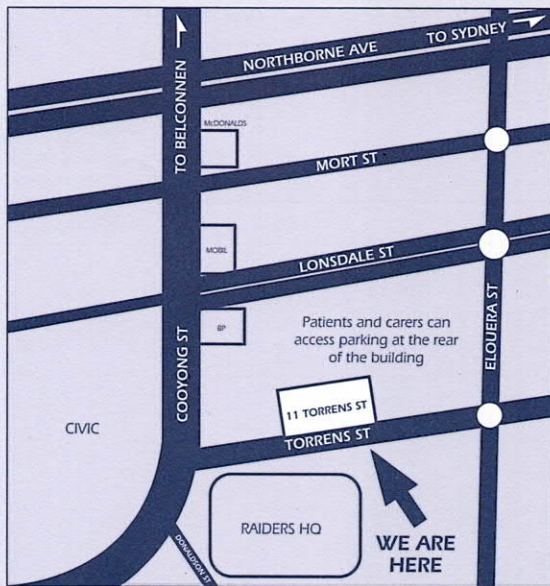 NORTHBORNE AVE
TO SYDNEY
TO BELCONNEN
McDONALDS
MORT ST
MOBIL
LONSDALE ST
COOYONG ST
BP
Patients and carers can
access parking at the rear
of the building
ELOUERA ST
11 TORRENS ST
CIVIC
TORRENS ST
RAIDERS HQ
DONALDSON ST
WE ARE
HERE